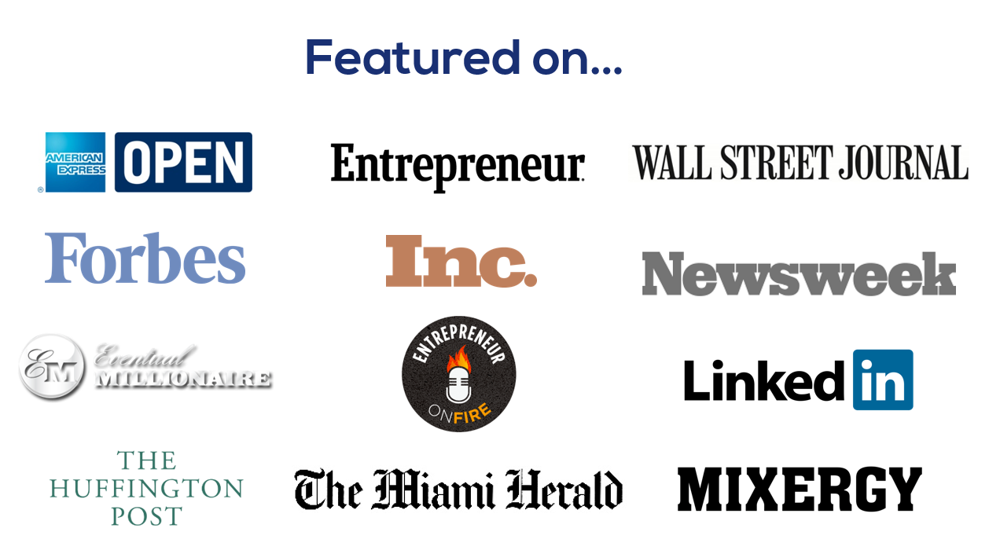 Featured on...
AMERICAN
EXPRESS
®
OPEN
Entrepreneur
WALL STREET JOURNAL
Forbes
Inc.
Newsweek
EM
Eventual
MILLIONAIRE
ENTREPRENEUR
ONFIRE
Linked in
THE
HUFFINGTON
POST
The Miami Herald
MIXERGY